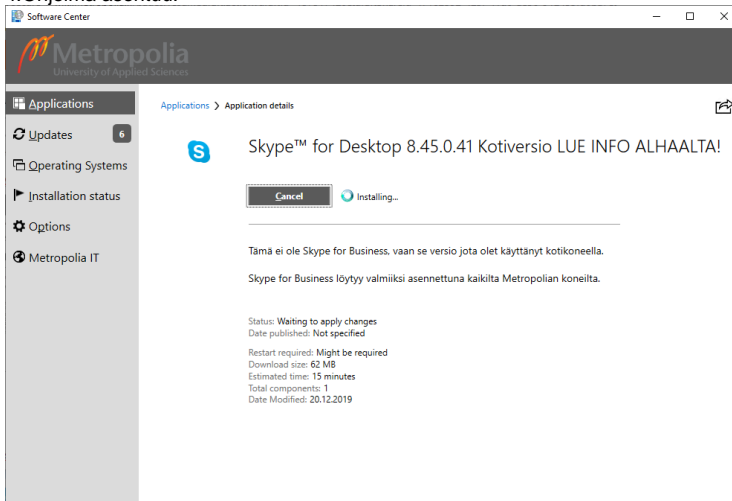 Software Center
Metropolia
University of Applied Sciences
Applications
Updates 6
Operating Systems
Installation status
Options
Metropolia IT
Applications > Application details
Skype™ for Desktop 8.45.0.41 Kotiversio LUE INFO ALHAALTA!
Cancel Installing...
Tämä ei ole Skype for Business, vaan se versio jota olet käyttänyt kotikoneella.
Skype for Business löytyy valmiiksi asennettuna kaikilta Metropolian koneilta.
Status: Waiting to apply changes
Date published: Not specified
Restart required: Might be required
Download size: 62 MB
Estimated time: 15 minutes
Total components: 1
Date Modified: 20.12.2019